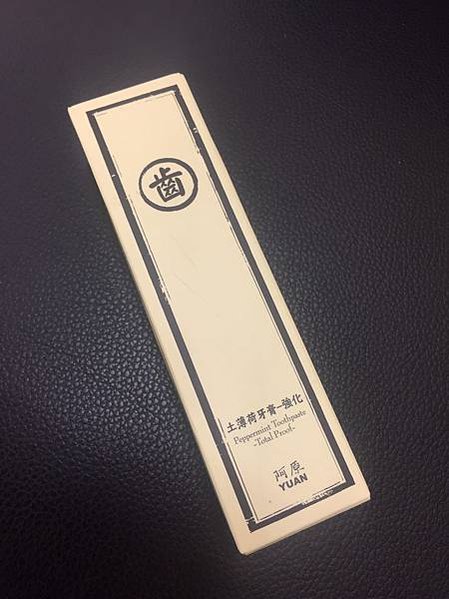 齒
土薄荷牙膏-強化
Peppermint Toothpaste
-Total Proof-
阿原
YUAN